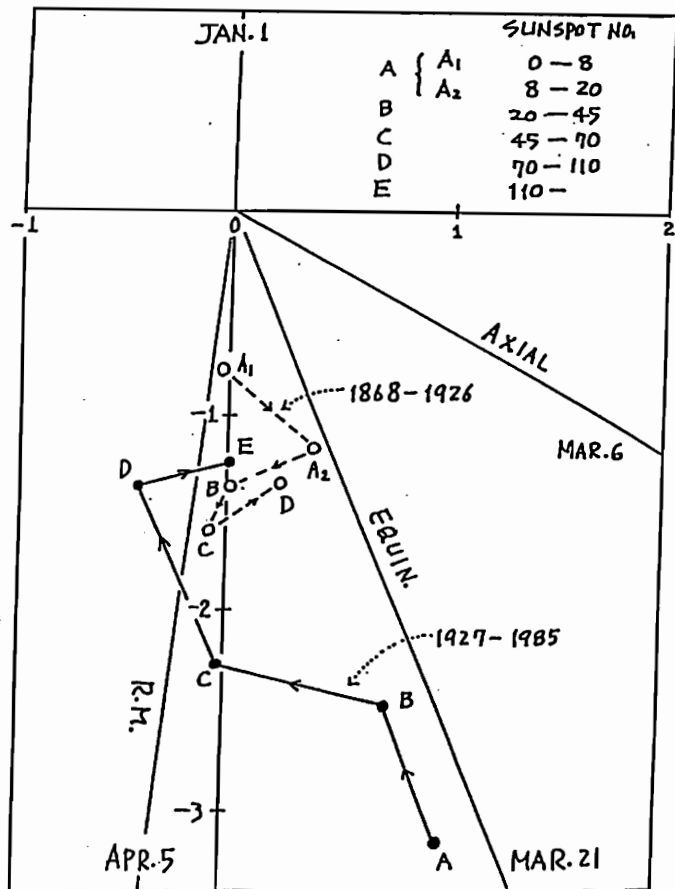 JAN. 1
SUNSPOT NO.
A { A1 0 — 8
A2 8 — 20
B 20 — 45
C 45 — 70
D 70 — 110
E 110 —
-1 0 1 2
AXIAL
A1
1868 – 1926
-1
E
MAR. 6
D
A2
B
D
C
EQUIN.
-2
1927 – 1985
C
B
R.M.
-3
A
APR. 5
MAR. 21